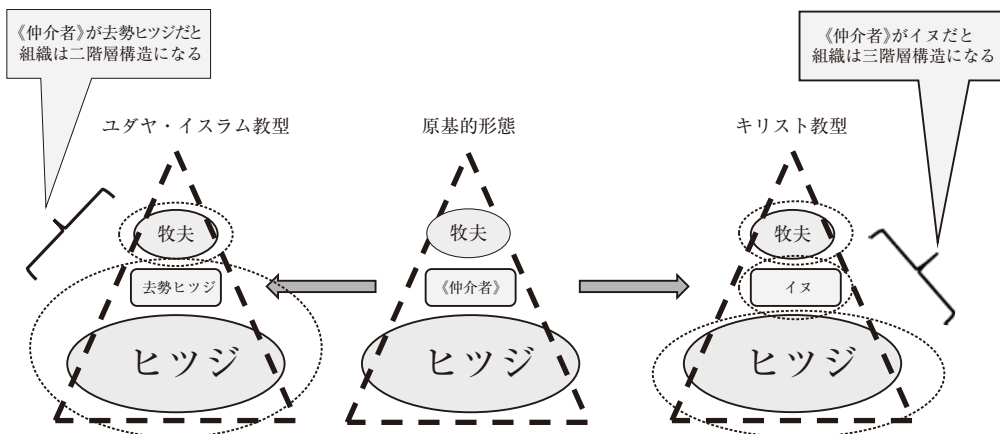 《仲介者》が去勢ヒツジだと
組織は二階層構造になる
《仲介者》がイヌだと
組織は三階層構造になる
ユダヤ・イスラム教型
原基的形態
キリスト教型
牧夫
牧夫
牧夫
去勢ヒツジ
《仲介者》
イヌ
ヒツジ
ヒツジ
ヒツジ